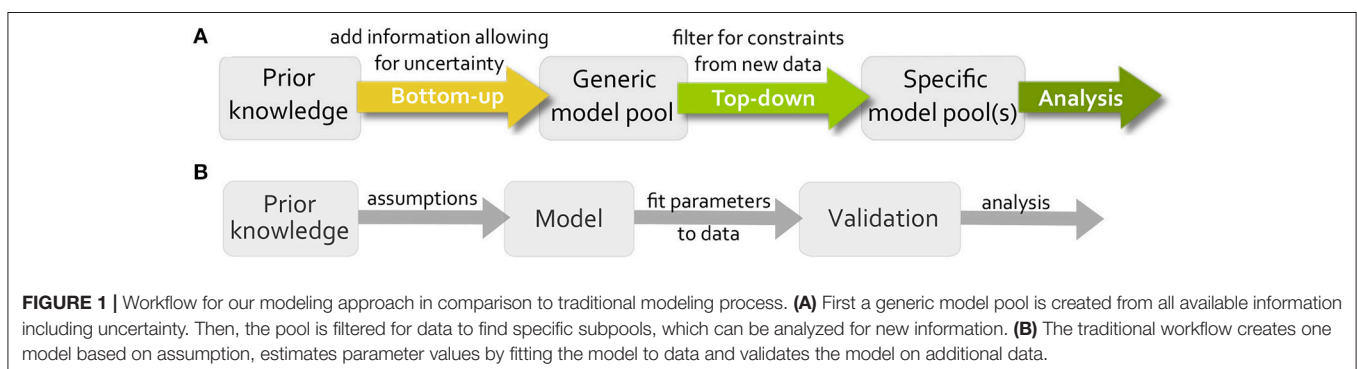 A
add information allowing
for uncertainty
filter for constraints
from new data
Prior
knowledge
Bottom-up
Generic
model pool
Top-down
Specific
model pool(s)
Analysis
B
Prior
knowledge
assumptions
Model
fit parameters
to data
Validation
analysis
FIGURE 1 | Workflow for our modeling approach in comparison to traditional modeling process. (A) First a generic model pool is created from all available information
including uncertainty. Then, the pool is filtered for data to find specific subpools, which can be analyzed for new information. (B) The traditional workflow creates one
model based on assumption, estimates parameter values by fitting the model to data and validates the model on additional data.